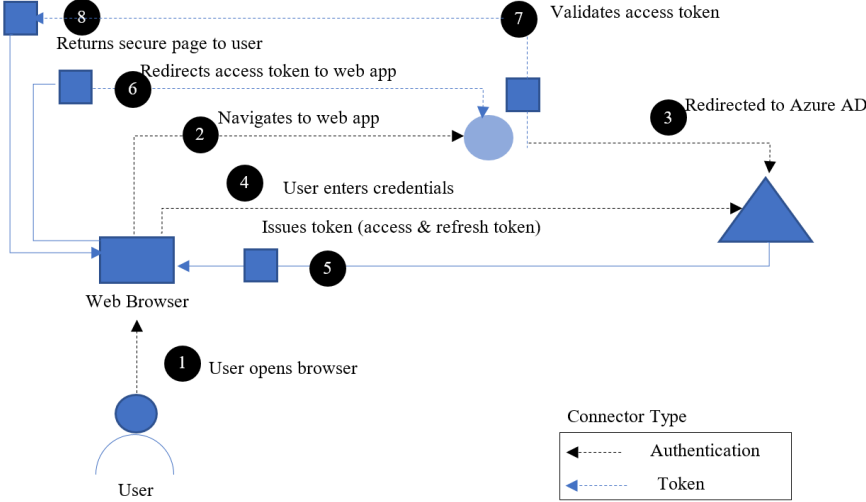 8
7
Validates access token
Returns secure page to user
6
Redirects access token to web app
3
Redirected to Azure AD
2
Navigates to web app
4
User enters credentials
Issues token (access & refresh token)
5
Web Browser
1
User opens browser
User
Connector Type
Authentication
Token